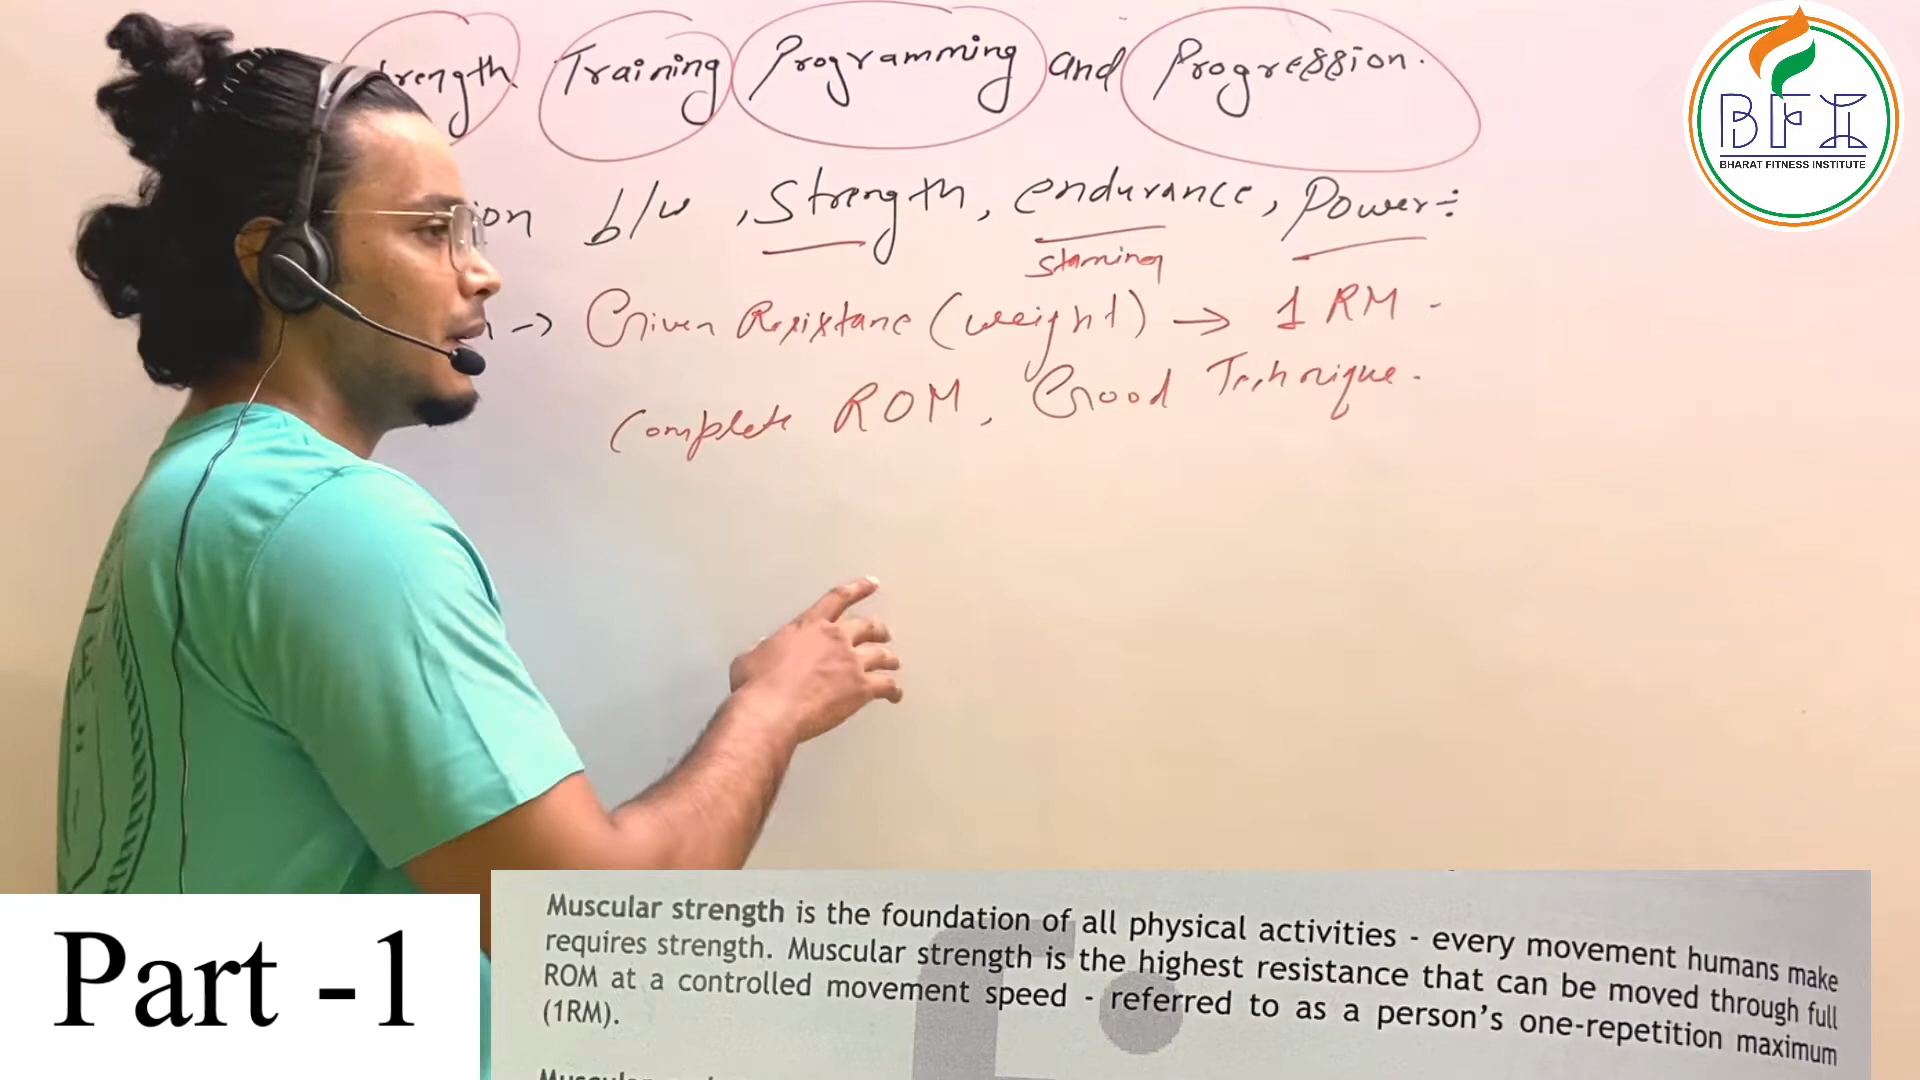 Strength Training Programming and Progression.
ion b/w , Strength, endurance, Power÷
Stamina
n -> Given Resistanc (weight) -> 1 RM -
Complete ROM, Good Technique.
BFI
BHARAT FITNESS INSTITUTE
Part -1
Muscular strength is the foundation of all physical activities - every movement humans make
requires strength. Muscular strength is the highest resistance that can be moved through full
ROM at a controlled movement speed - referred to as a person's one-repetition maximum
(1RM).